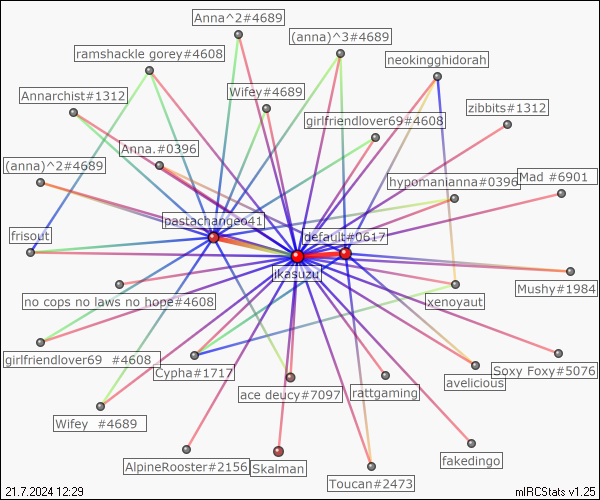 Anna^2#4689
(anna)^3#4689
ramshackle gorey#4608
neokingghidorah
Annarchist#1312
Wifey#4689
zibbits#1312
girlfriendlover69#4608
Anna.#0396
(anna)^2#4689
Mad #6901
hypomanianna#0396
pastachangeo41
frisout
default#0617
ikasuzu
Mushy#1984
no cops no laws no hope#4608
xenoyaut
girlfriendlover69 #4608
Cypha#1717
Soxy Foxy#5076
avelicious
ace deucy#7097
rattgaming
Wifey #4689
AlpineRooster#2156
Skalman
fakedingo
Toucan#2473
21.7.2024 12:29
mIRCStats v1.25